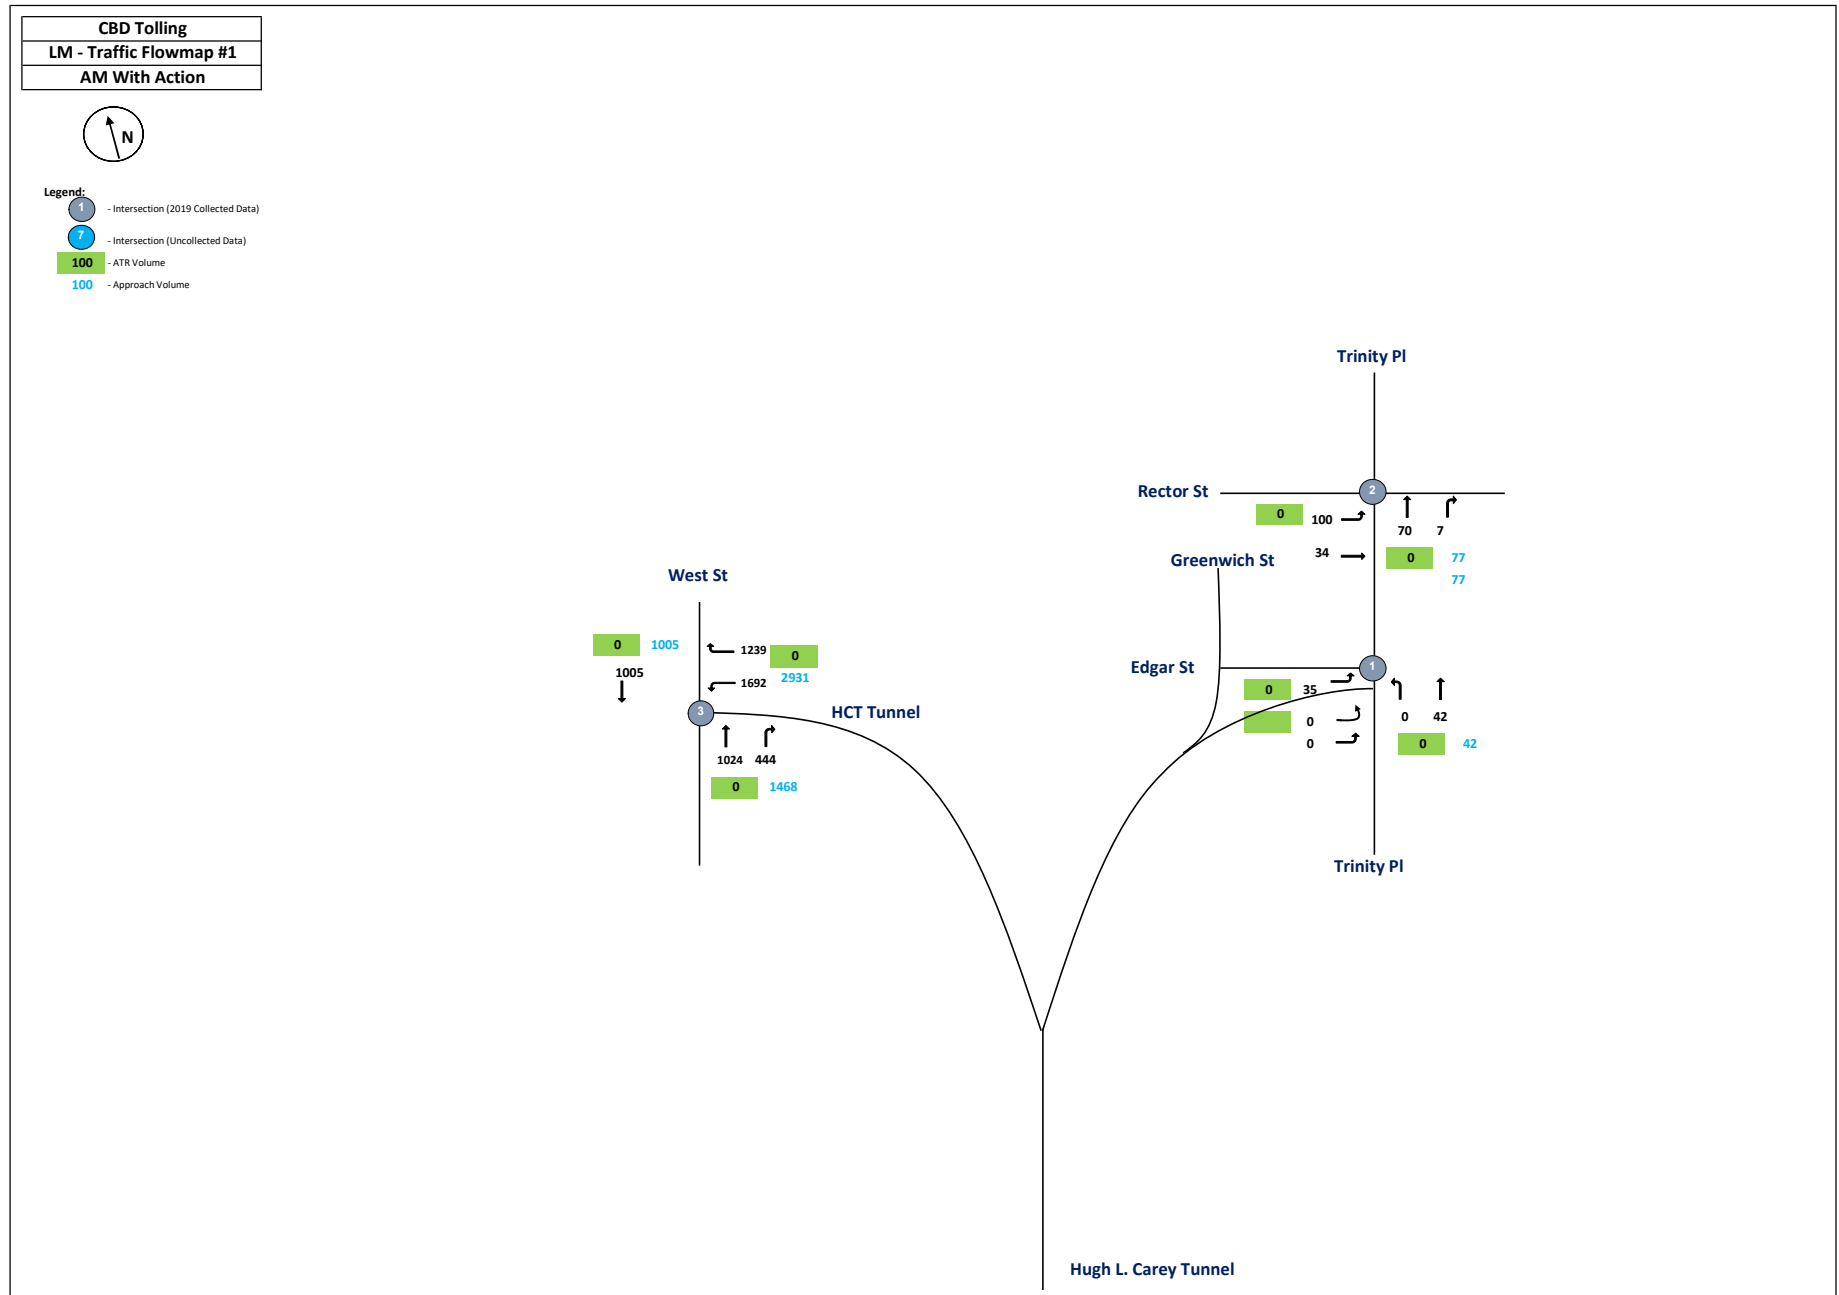 CBD Tolling
LM - Traffic Flowmap #1
AM With Action
N
Legend:
1 - Intersection (2019 Collected Data)
7 - Intersection (Uncollected Data)
100 - ATR Volume
100 - Approach Volume
Trinity Pl
Rector St
2
0 100
70 7
34
0 77
77
Greenwich St
West St
0 1005
1239 0
1005
1692 2931
Edgar St
1
0 35
3
HCT Tunnel
0
0 42
0
0 42
1024 444
0 1468
Trinity Pl
Hugh L. Carey Tunnel